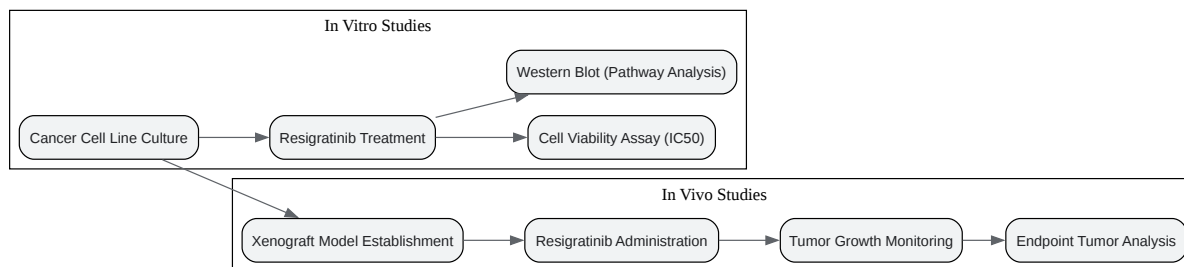 In Vitro Studies
Western Blot (Pathway Analysis)
Cancer Cell Line Culture
Resigratinib Treatment
Cell Viability Assay (IC50)
In Vivo Studies
Xenograft Model Establishment
Resigratinib Administration
Tumor Growth Monitoring
Endpoint Tumor Analysis